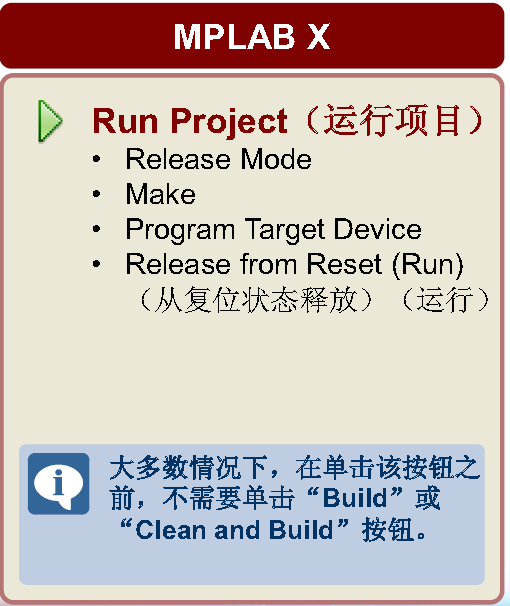 MPLAB X
Run Project（运行项目）
• Release Mode
• Make
• Program Target Device
• Release from Reset (Run)
（从复位状态释放）（运行）
大多数情况下，在单击该按钮之
前，不需要单击“Build”或
“Clean and Build”按钮。